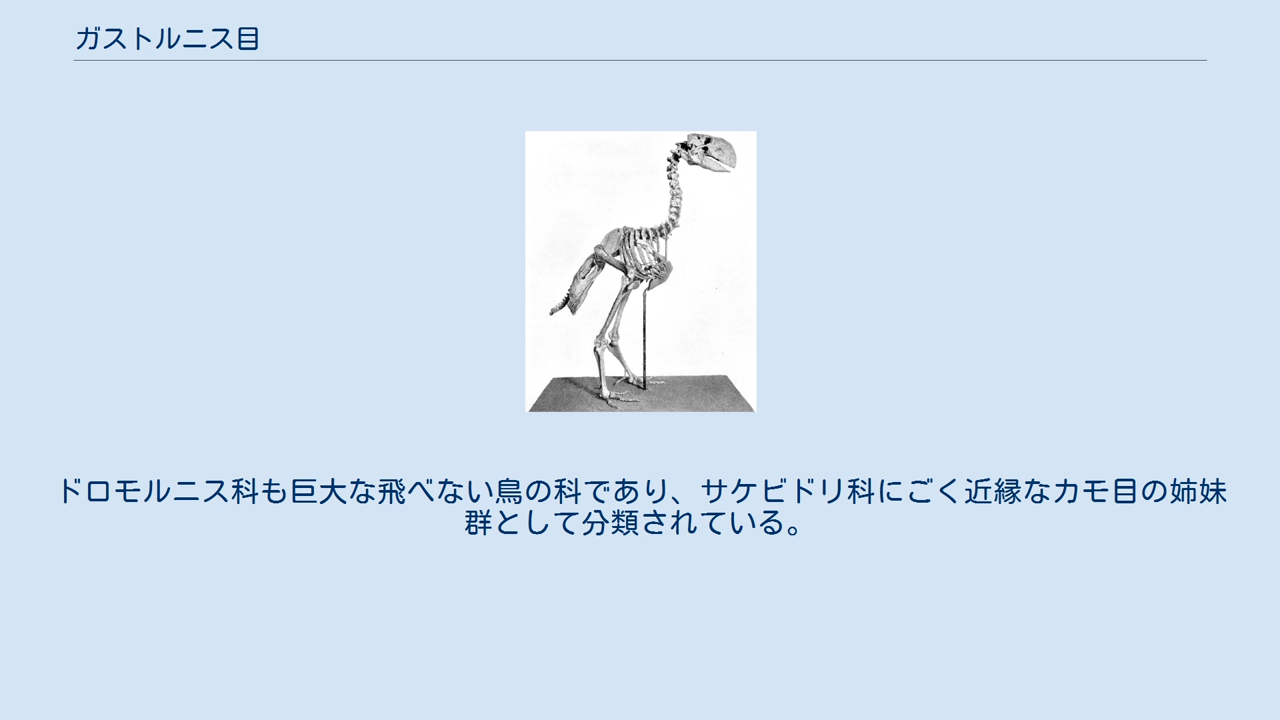 ガストルニス目
ドロモルニス科も巨大な飛べない鳥の科であり、サケビドリ科にごく近縁なカモ目の姉妹
群として分類されている。